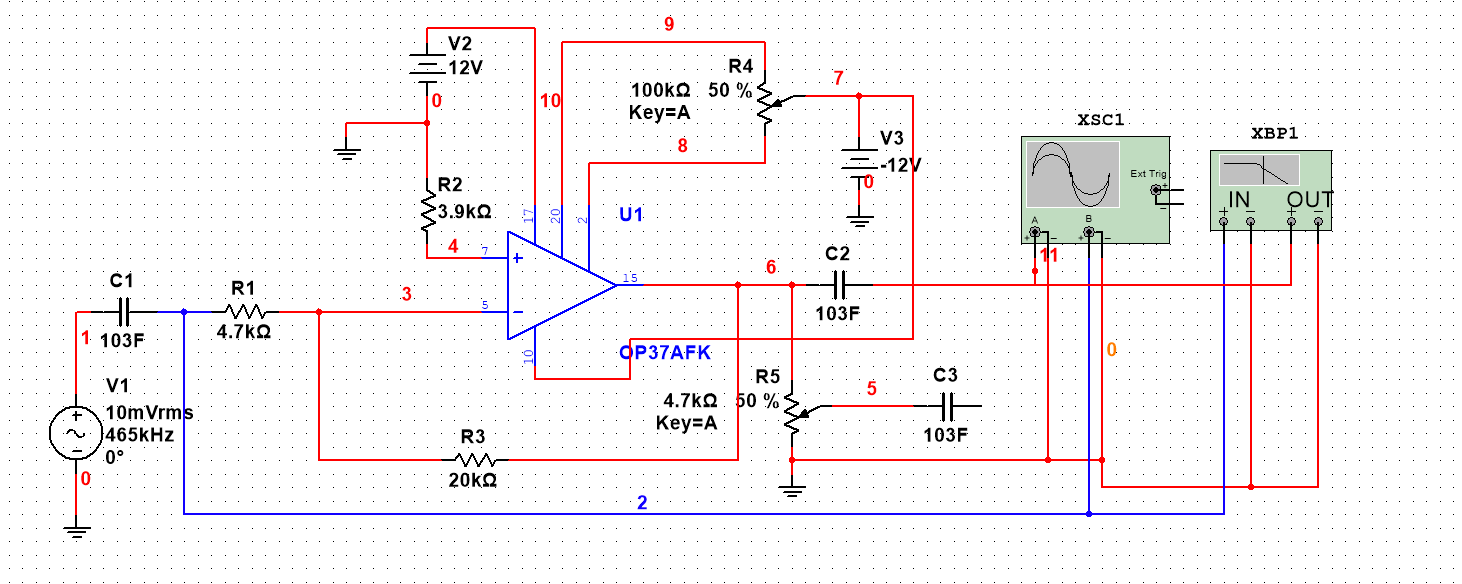 9
V2
12V
0
10
R4
100kΩ 50 %
Key=A
7
8
V3
-12V
0
XSC1
Ext Trig
+
−
A
B
+
−
+
−
XBP1
IN
OUT
+
−
+
−
R2
3.9kΩ
4
17
20
2
U1
7
+
5
−
15
10
OP37AFK
6
C2
103F
11
0
C1
103F
1
R1
4.7kΩ
3
V1
10mVrms
465kHz
0°
+
−
0
R5
4.7kΩ 50 %
Key=A
5
C3
103F
R3
20kΩ
2